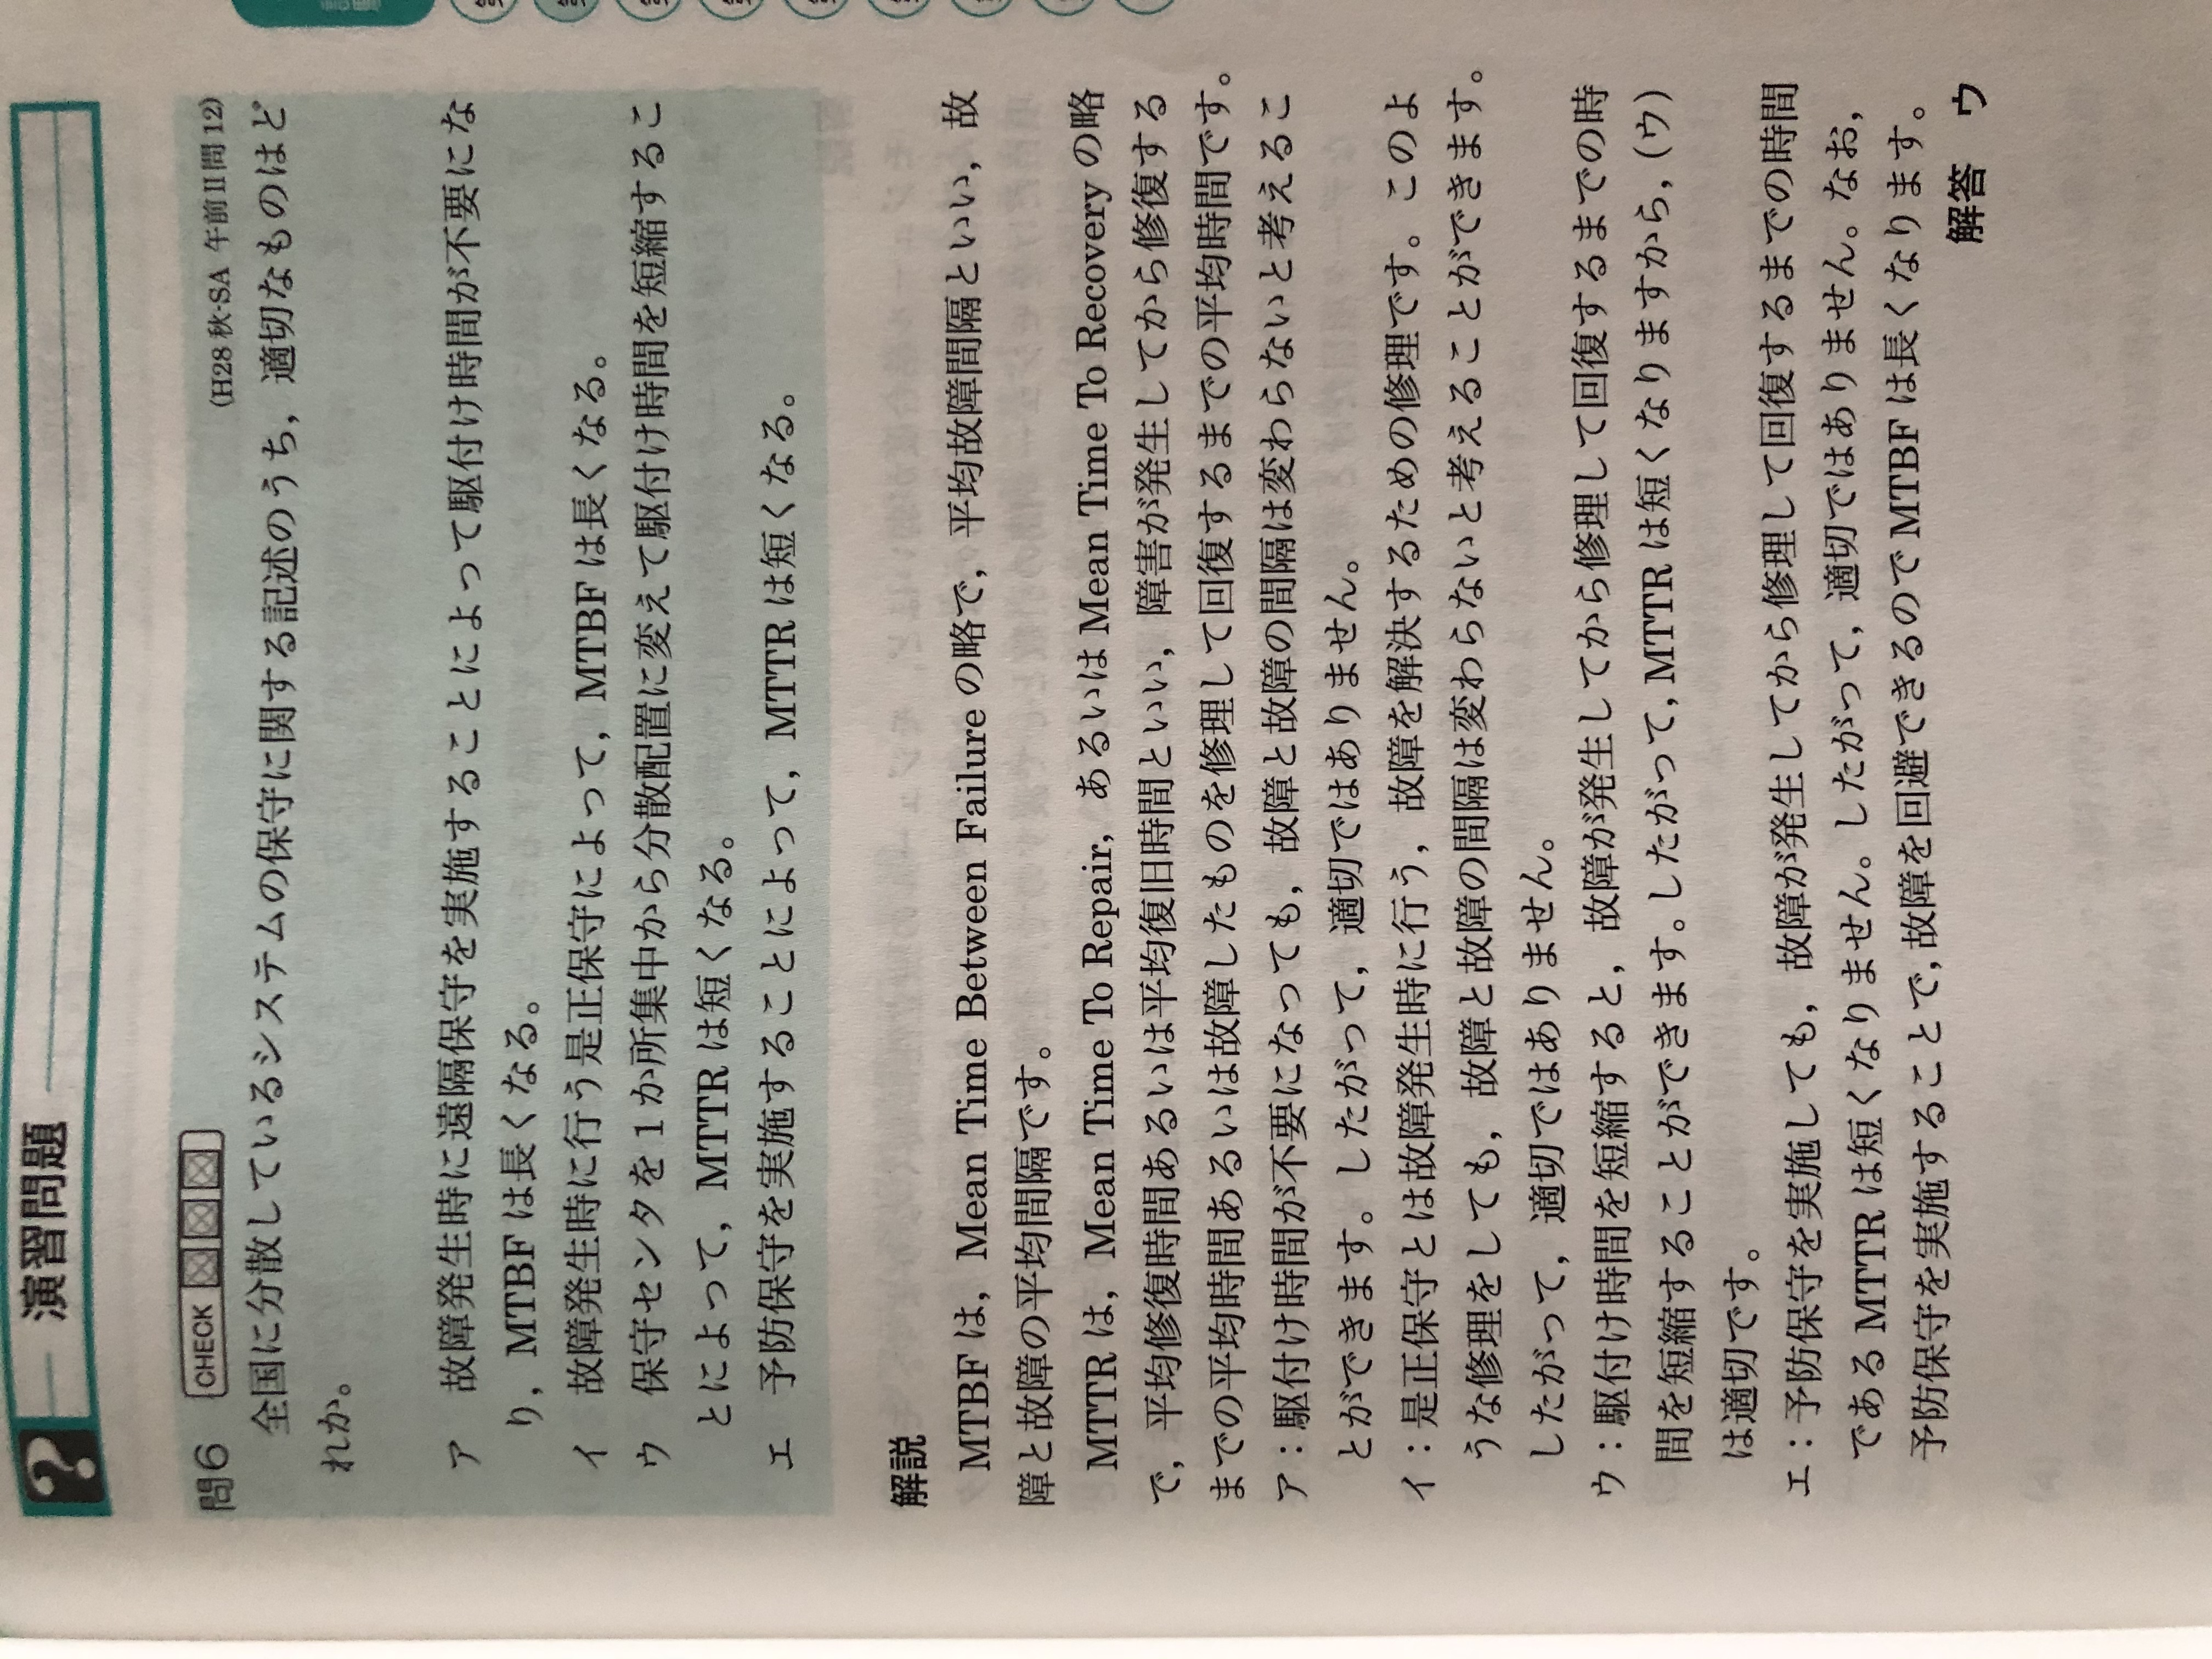 演習問題
問6 CHECK
(H28 秋-SA 午前Ⅱ問 12)
全国に分散しているシステムの保守に関する記述のうち，適切なものはど
れか。
ア 故障発生時に遠隔保守を実施することによって駆付け時間が不要にな
り，MTBF は長くなる。
イ 故障発生時に行う是正保守によって，MTBF は長くなる。
ウ 保守センタを1か所集中から分散配置に変えて駆付け時間を短縮するこ
とによって，MTTR は短くなる。
エ 予防保守を実施することによって，MTTR は短くなる。
解説
MTBF は，Mean Time Between Failure の略で，平均故障間隔といい，故
障と故障の平均間隔です。
MTTR は，Mean Time To Repair，あるいは Mean Time To Recovery の略
で，平均修復時間あるいは平均復旧時間といい，障害が発生してから修復する
までの平均時間あるいは故障したものを修理して回復するまでの平均時間です。
ア：駆付け時間が不要になっても，故障と故障の間隔は変わらないと考えるこ
とができます。したがって，適切ではありません。
イ：是正保守とは故障発生時に行う，故障を解決するための修理です。このよ
うな修理をしても，故障と故障の間隔は変わらないと考えることができます。
したがって，適切ではありません。
ウ：駆付け時間を短縮すると，故障が発生してから修理して回復するまでの時
間を短縮することができます。したがって，MTTR は短くなりますから，(ウ)
は適切です。
エ：予防保守を実施しても，故障が発生してから修理して回復するまでの時間
である MTTR は短くなりません。したがって，適切ではありません。なお，
予防保守を実施することで，故障を回避できるので MTBF は長くなります。
解答 ウ